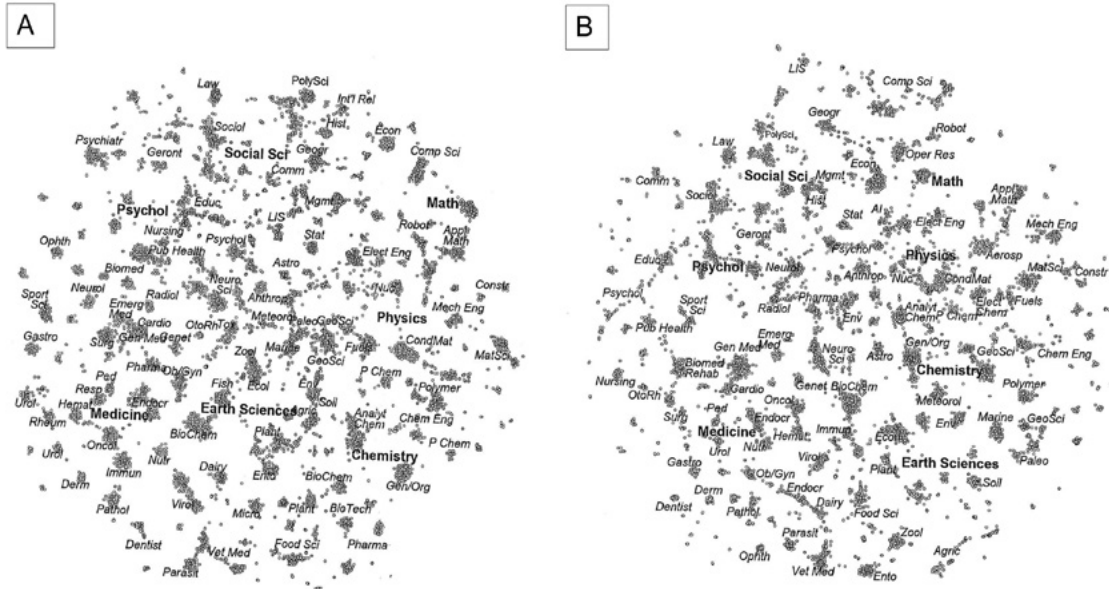 A
Law
PolySci
Int'l Rel
Hist
Sociol
Econ
Psychiatr
Geront
Social Sci
Geogr
Comp Sci
Comm
Educ
Mgmt
Math
Psychol
LIS
Nursing
Robot
Appl
Math
Ophth
Pub Health
Psychol
Stat
Elect Eng
Biomed
Astro
Neurol
Radiol
Neuro
Sci
Nuc
Constr
Sport
Sci
Emerg
Med
Anthrop
Mech Eng
Cardio
OtoRh
Tox
Meteorol
Physics
Gastro
Surg
Gen Med
Genet
Paleo
GeoSci
Marine
Fuels
CondMat
MatSci
Zool
GeoSci
Pharma
Ob/Gyn
Ecol
P Chem
Ped
Resp
Fish
Env
Polymer
Urol
Hemat
Endocr
Soil
Rheum
Medicine
Earth Sciences
Agric
Analyt
Chem
Chem Eng
Oncol
BioChem
Plant
P Chem
Urol
Chemistry
Immun
Nutr
Derm
Dairy
Ento
BioChem
Gen/Org
Pathol
Virol
Micro
Plant
BioTech
Dentist
Pharma
Vet Med
Food Sci
Parasit
B
LIS
Comp Sci
Geogr
PolySci
Robot
Law
Oper Res
Econ
Comm
Social Sci
Mgmt
Math
Sociol
Hist
Appl
Math
Stat
AI
Elect Eng
Mech Eng
Geront
Psychol
Physics
Aerosp
Educ
Psychol
Neurol
Anthrop
Nuc
CondMat
MatSci
Constr
Psychol
Radiol
Pharma
Elect
Chem
Fuels
Sport
Sci
Analyt
Chem
P Chem
Pub Health
Env
Emerg
Med
Gen Med
Neuro
Sci
Astro
Gen/Org
GeoSci
Chem Eng
Biomed
Rehab
Chemistry
Nursing
Cardio
Genet
BioChem
Polymer
OtoRh
Oncol
Meteorol
Surg
Ped
Endocr
Env
Marine
GeoSci
Medicine
Hemat
Immun
Ecol
Urol
Nutr
Virol
Plant
Earth Sciences
Paleo
Gastro
Ob/Gyn
Soil
Dentist
Derm
Endocr
Pathol
Dairy
Food Sci
Parasit
Zool
Ophth
Vet Med
Ento
Agric